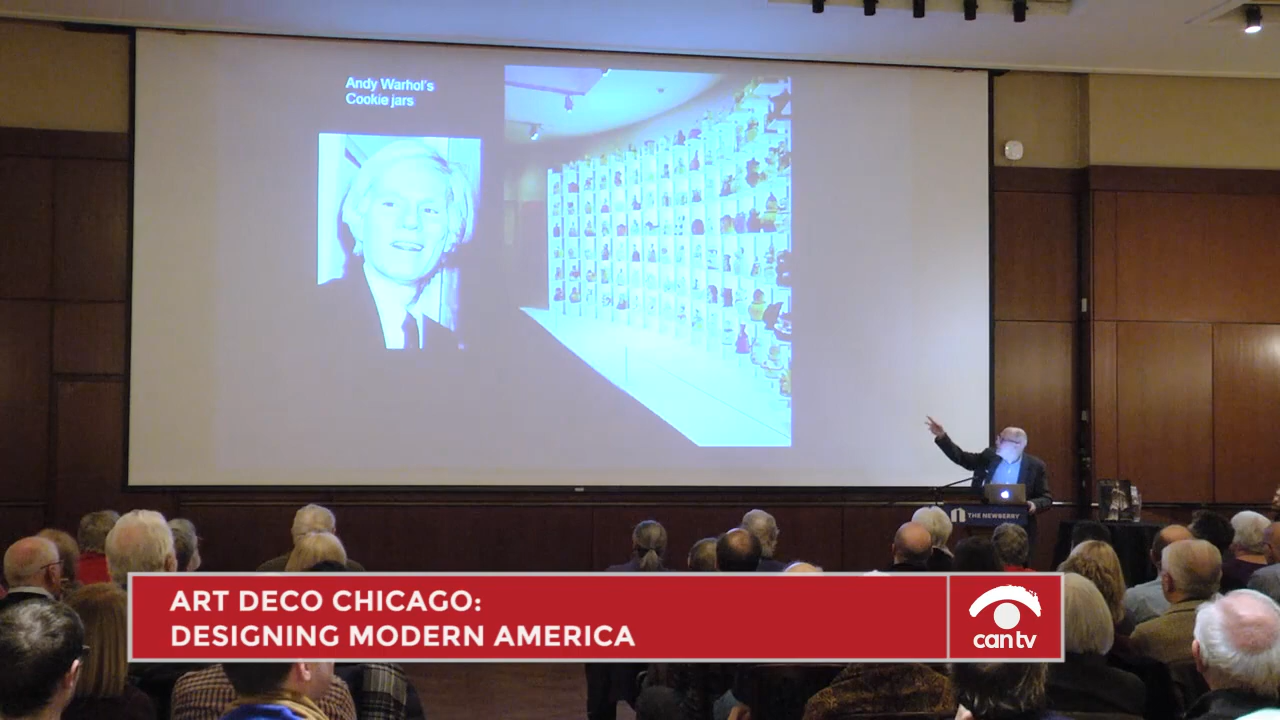 Andy Warhol's
Cookie jars
THE NEWBERRY
ART DECO CHICAGO:
DESIGNING MODERN AMERICA
cantv